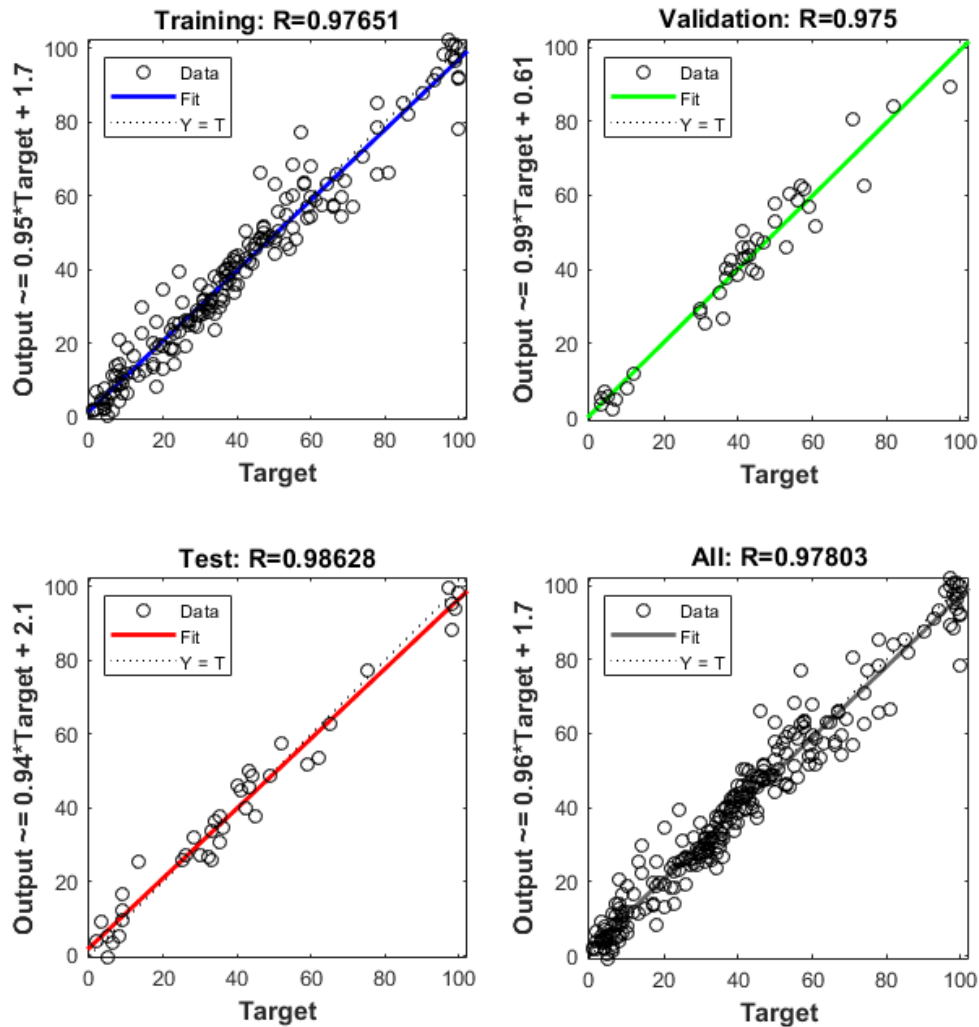 Training: R=0.97651
Output ~= 0.95*Target + 1.7
100
80
60
40
20
0
Data
Fit
Y = T
0 20 40 60 80 100
Target
Validation: R=0.975
Output ~= 0.99*Target + 0.61
100
80
60
40
20
0
Data
Fit
Y = T
0 20 40 60 80 100
Target
Test: R=0.98628
Output ~= 0.94*Target + 2.1
100
80
60
40
20
0
Data
Fit
Y = T
0 20 40 60 80 100
Target
All: R=0.97803
Output ~= 0.96*Target + 1.7
100
80
60
40
20
0
Data
Fit
Y = T
0 20 40 60 80 100
Target